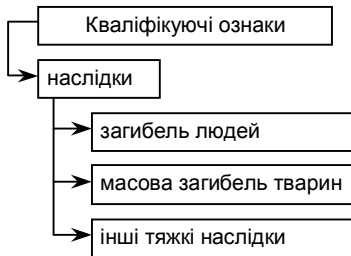 Кваліфікуючі ознаки
наслідки
загибель людей
масова загибель тварин
інші тяжкі наслідки